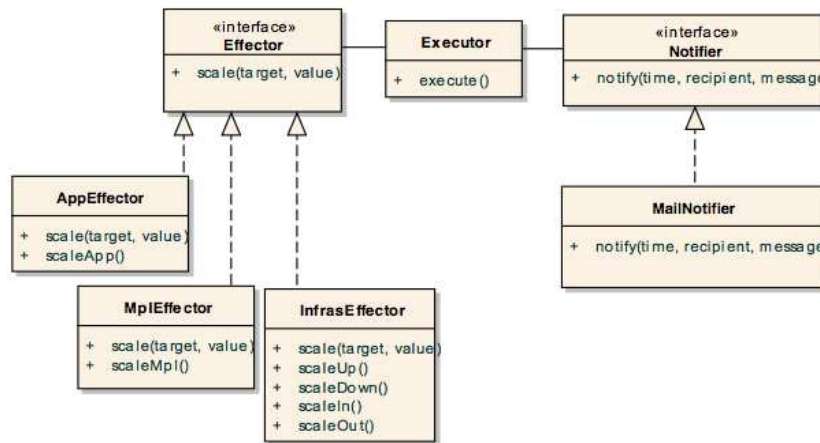 «interface»
Effector
+ scale(target, value)
Executor
+ execute()
«interface»
Notifier
+ notify(time, recipient, message
AppEffector
+ scale(target, value)
+ scaleApp()
MplEffector
+ scale(target, value)
+ scaleMpl()
InfrasEffector
+ scale(target, value)
+ scaleUp()
+ scaleDown()
+ scaleIn()
+ scaleOut()
MailNotifier
+ notify(time, recipient, message